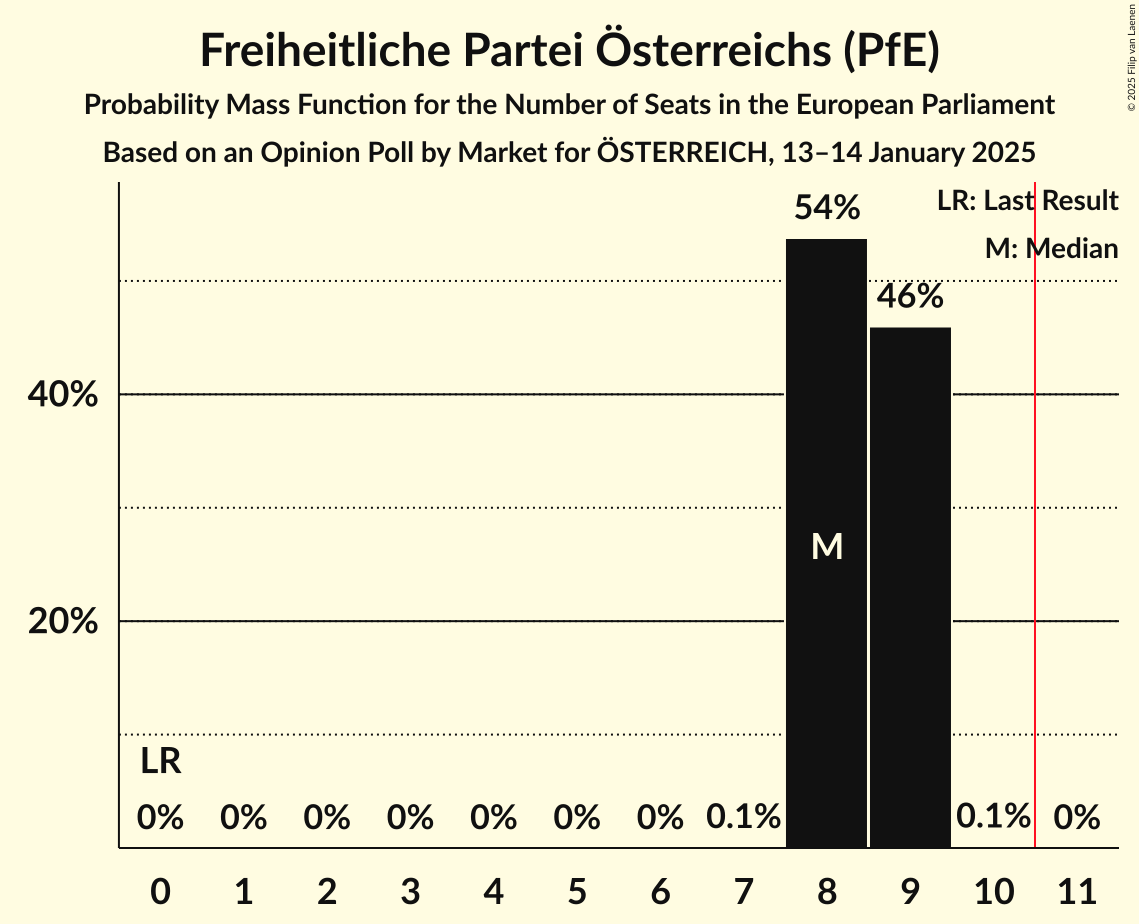 Freiheitliche Partei Österreichs (PfE)
Probability Mass Function for the Number of Seats in the European Parliament
Based on an Opinion Poll by Market for ÖSTERREICH, 13–14 January 2025
© 2025 Filip van Laenen
LR: Last Result
M: Median
54%
46%
40%
20%
M
LR
0% 0% 0% 0% 0% 0% 0% 0.1% 0.1% 0%
0 1 2 3 4 5 6 7 8 9 10 11